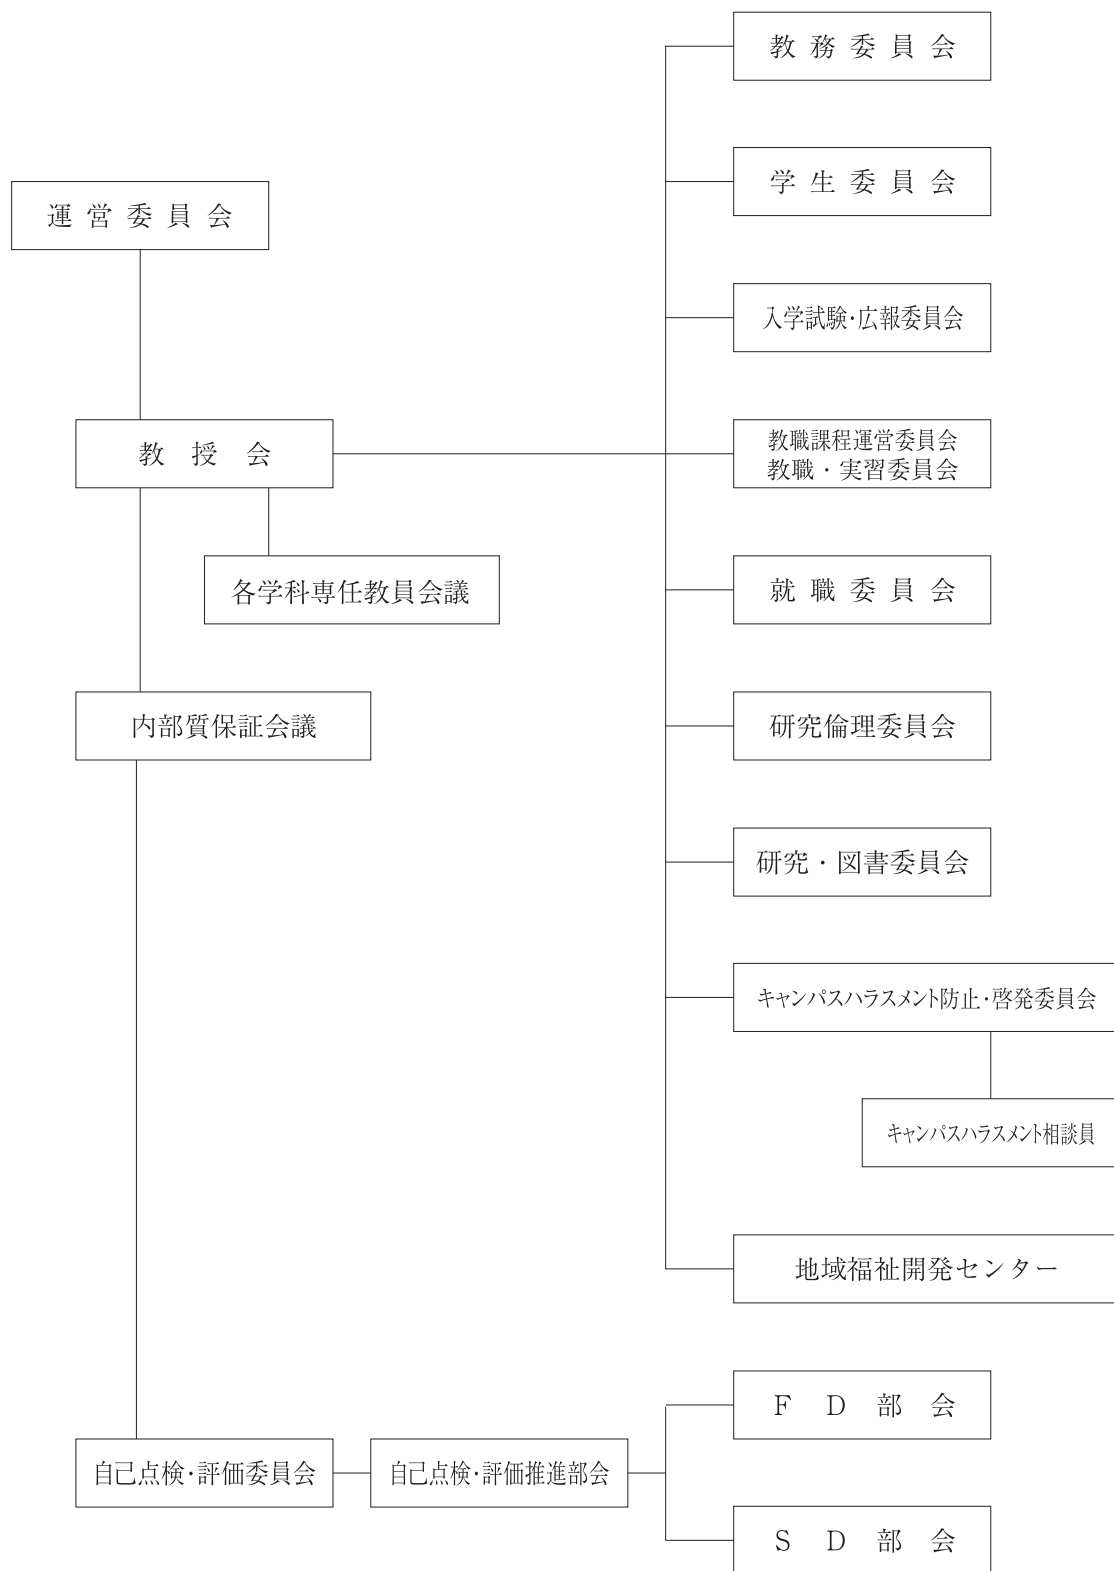 教務委員会
学生委員会
運営委員会
入学試験・広報委員会
教授会
教職課程運営委員会
教職・実習委員会
各学科専任教員会議
就職委員会
内部質保証会議
研究倫理委員会
研究・図書委員会
キャンパスハラスメント防止・啓発委員会
キャンパスハラスメント相談員
地域福祉開発センター
ＦＤ部会
自己点検・評価委員会
自己点検・評価推進部会
ＳＤ部会